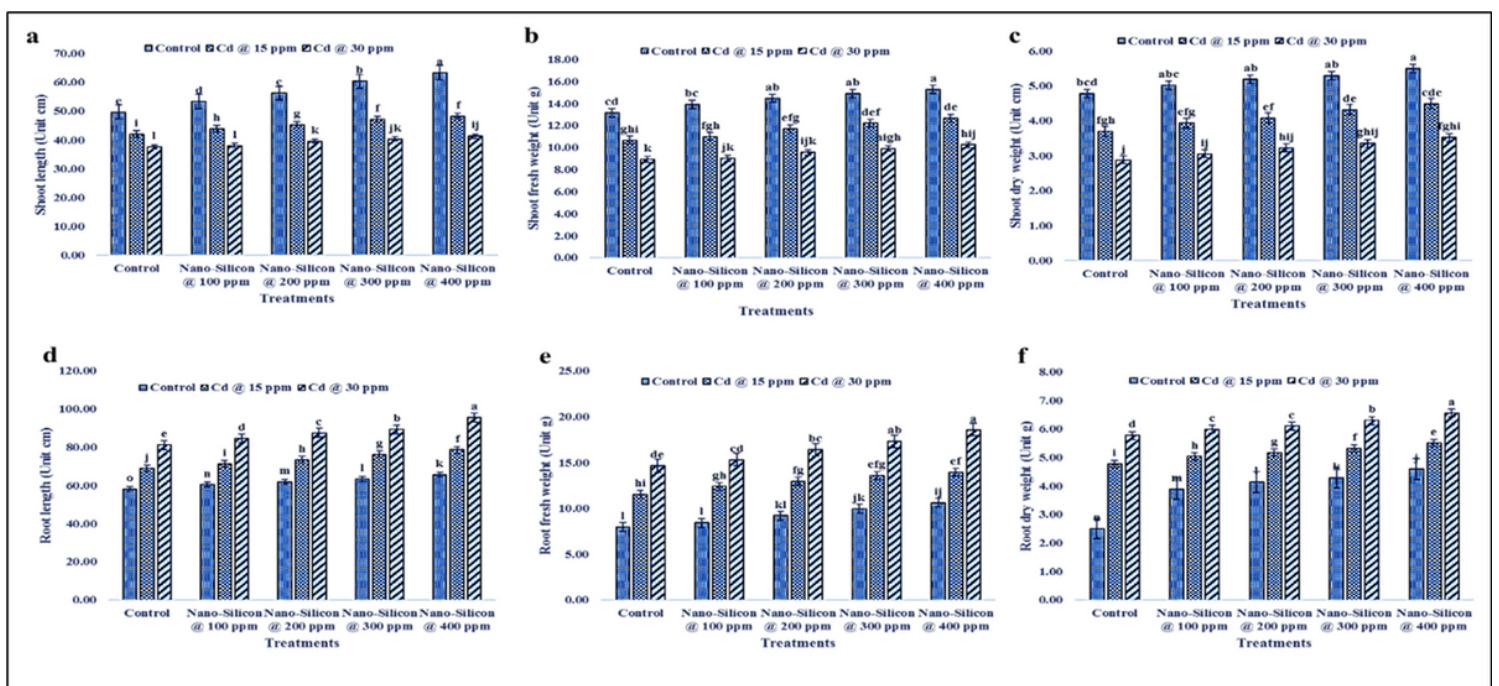 a
Control Cd @ 15 ppm Cd @ 30 ppm
Shoot length (Unit cm)
70.00
60.00
50.00
40.00
30.00
20.00
10.00
0.00
i l
d h l
c g k
b f jk
a f ij
Control
Nano-Silicon @ 100 ppm
Nano-Silicon @ 200 ppm
Nano-Silicon @ 300 ppm
Nano-Silicon @ 400 ppm
Treatments
b
Control Cd @ 15 ppm Cd @ 30 ppm
Shoot fresh weight (Unit g)
18.00
16.00
14.00
12.00
10.00
8.00
6.00
4.00
2.00
0.00
cd ghi k
bc fgh jk
ab efg ijk
ab def
a de hij
Control
Nano-Silicon @ 100 ppm
Nano-Silicon @ 200 ppm
Nano-Silicon @ 300 ppm
Nano-Silicon @ 400 ppm
Treatments
c
Control Cd @ 15 ppm Cd @ 30 ppm
Shoot dry weight (Unit cm)
6.00
5.00
4.00
3.00
2.00
1.00
0.00
bcd fgh j
abc efg ij
ab ef hij
ab de ghij
a cde fghi
Control
Nano-Silicon @ 100 ppm
Nano-Silicon @ 200 ppm
Nano-Silicon @ 300 ppm
Nano-Silicon @ 400 ppm
Treatments
d
Control Cd @ 15 ppm Cd @ 30 ppm
Root length (Unit cm)
120.00
100.00
80.00
60.00
40.00
20.00
0.00
o j e
n i d
m h c
l g b
k f a
Control
Nano-Silicon @ 100 ppm
Nano-Silicon @ 200 ppm
Nano-Silicon @ 300 ppm
Nano-Silicon @ 400 ppm
Treatments
e
Control Cd @ 15 ppm Cd @ 30 ppm
Root fresh weight (Unit g)
25.00
20.00
15.00
10.00
5.00
0.00
l hi de
l gh cd
kl fg bc
jk efg ab
ij ef a
Control
Nano-Silicon @ 100 ppm
Nano-Silicon @ 200 ppm
Nano-Silicon @ 300 ppm
Nano-Silicon @ 400 ppm
Treatments
f
Control Cd @ 15 ppm Cd @ 30 ppm
Root dry weight (Unit g)
8.00
7.00
6.00
5.00
4.00
3.00
2.00
1.00
0.00
n i d
m h c
g c
f b
e a
Control
Nano-Silicon @ 100 ppm
Nano-Silicon @ 200 ppm
Nano-Silicon @ 300 ppm
Nano-Silicon @ 400 ppm
Treatments